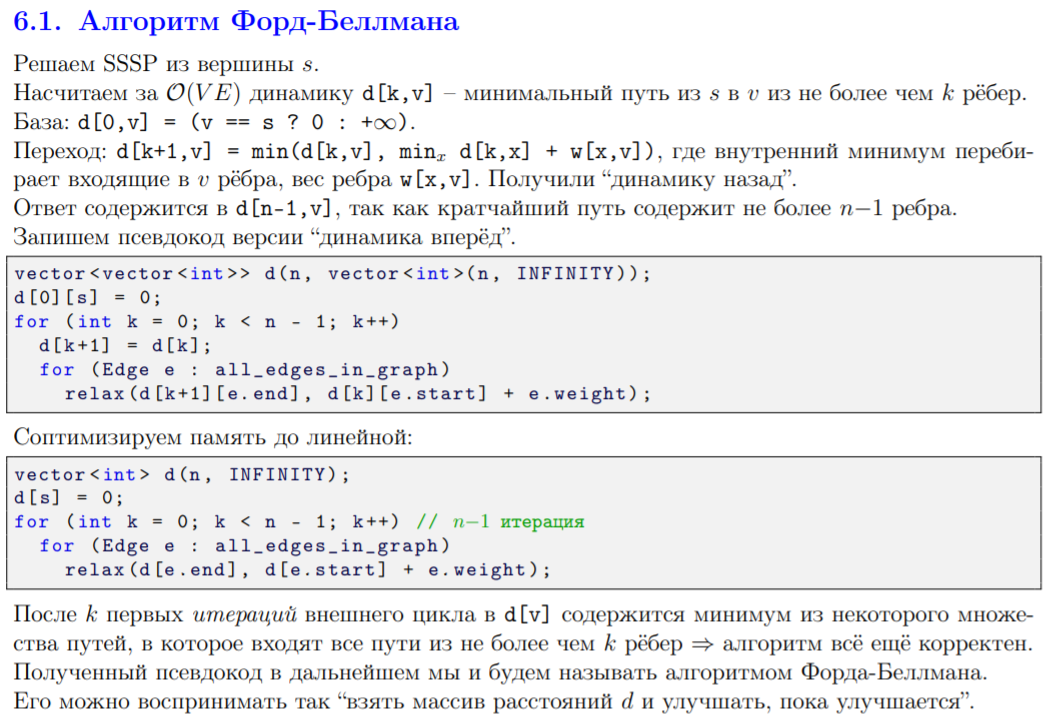 6.1. Алгоритм Форд-Беллмана
Решаем SSSP из вершины s.
Насчитаем за O(VE) динамику d[k,v] – минимальный путь из s в v из не более чем k рёбер.
База: d[0,v] = (v == s ? 0 : +∞).
Переход: d[k+1,v] = min(d[k,v], minₓ d[k,x] + w[x,v]), где внутренний минимум переби-
рает входящие в v рёбра, вес ребра w[x,v]. Получили “динамику назад”.
Ответ содержится в d[n-1,v], так как кратчайший путь содержит не более n−1 ребра.
Запишем псевдокод версии “динамика вперёд”.
vector<vector<int>> d(n, vector<int>(n, INFINITY));
d[0][s] = 0;
for (int k = 0; k < n - 1; k++)
  d[k+1] = d[k];
  for (Edge e : all_edges_in_graph)
    relax(d[k+1][e.end], d[k][e.start] + e.weight);
Соптимизируем память до линейной:
vector<int> d(n, INFINITY);
d[s] = 0;
for (int k = 0; k < n - 1; k++) // n−1 итерация
  for (Edge e : all_edges_in_graph)
    relax(d[e.end], d[e.start] + e.weight);
После k первых итераций внешнего цикла в d[v] содержится минимум из некоторого множе-
ства путей, в которое входят все пути из не более чем k рёбер ⇒ алгоритм всё ещё корректен.
Полученный псевдокод в дальнейшем мы и будем называть алгоритмом Форда-Беллмана.
Его можно воспринимать так “взять массив расстояний d и улучшать, пока улучшается”.